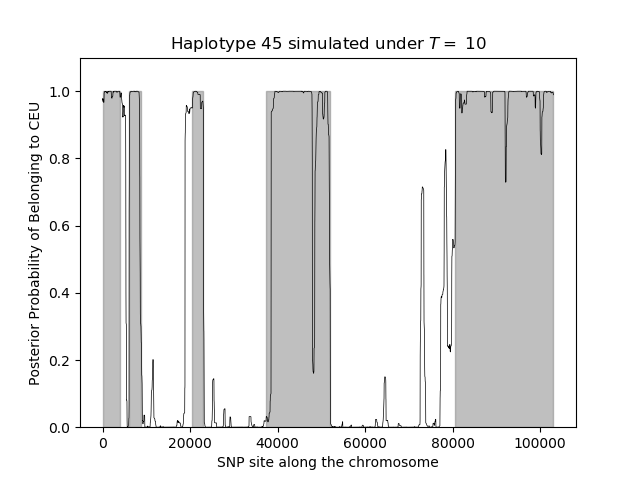 Haplotype 45 simulated under T = 10
Posterior Probability of Belonging to CEU
1.0
0.8
0.6
0.4
0.2
0.0
0 20000 40000 60000 80000 100000
SNP site along the chromosome